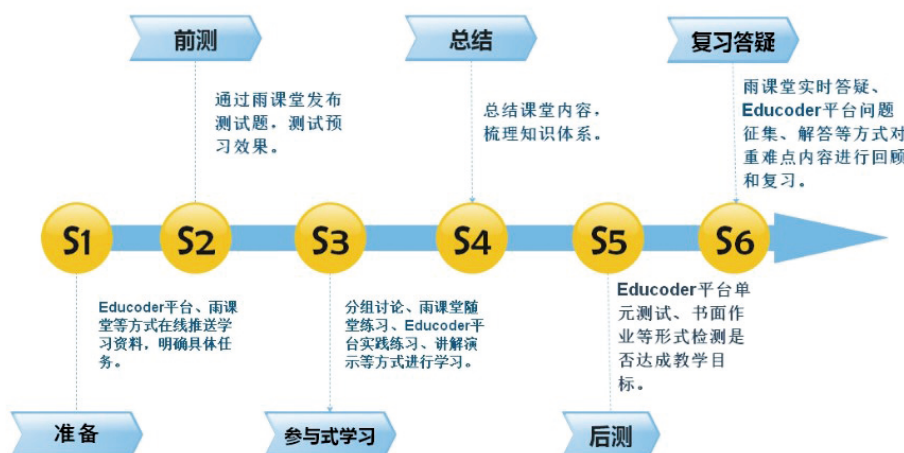 前测
总结
复习答疑
通过雨课堂发布
测试题，测试预
习效果。
总结课堂内容，
梳理知识体系。
雨课堂实时答疑、
Educoder平台问题
征集、解答等方式对
重难点内容进行回顾
和复习。
S1
S2
S3
S4
S5
S6
Educoder平台、雨课
堂等方式在线推送学
习资料，明确具体任
务。
分组讨论、雨课堂随
堂练习、Educoder平
台实践练习、讲解演
示等方式进行学习。
Educoder平台单
元测试、书面作
业等形式检测是
否达成教学目
标。
准备
参与式学习
后测